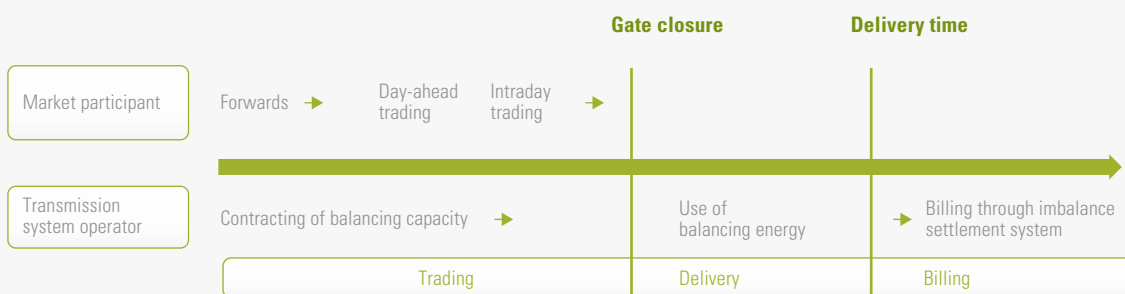 Gate closure
Delivery time
Market participant
Forwards
Day-ahead
trading
Intraday
trading
Transmission
system operator
Contracting of balancing capacity
Use of
balancing energy
Billing through imbalance
settlement system
Trading
Delivery
Billing